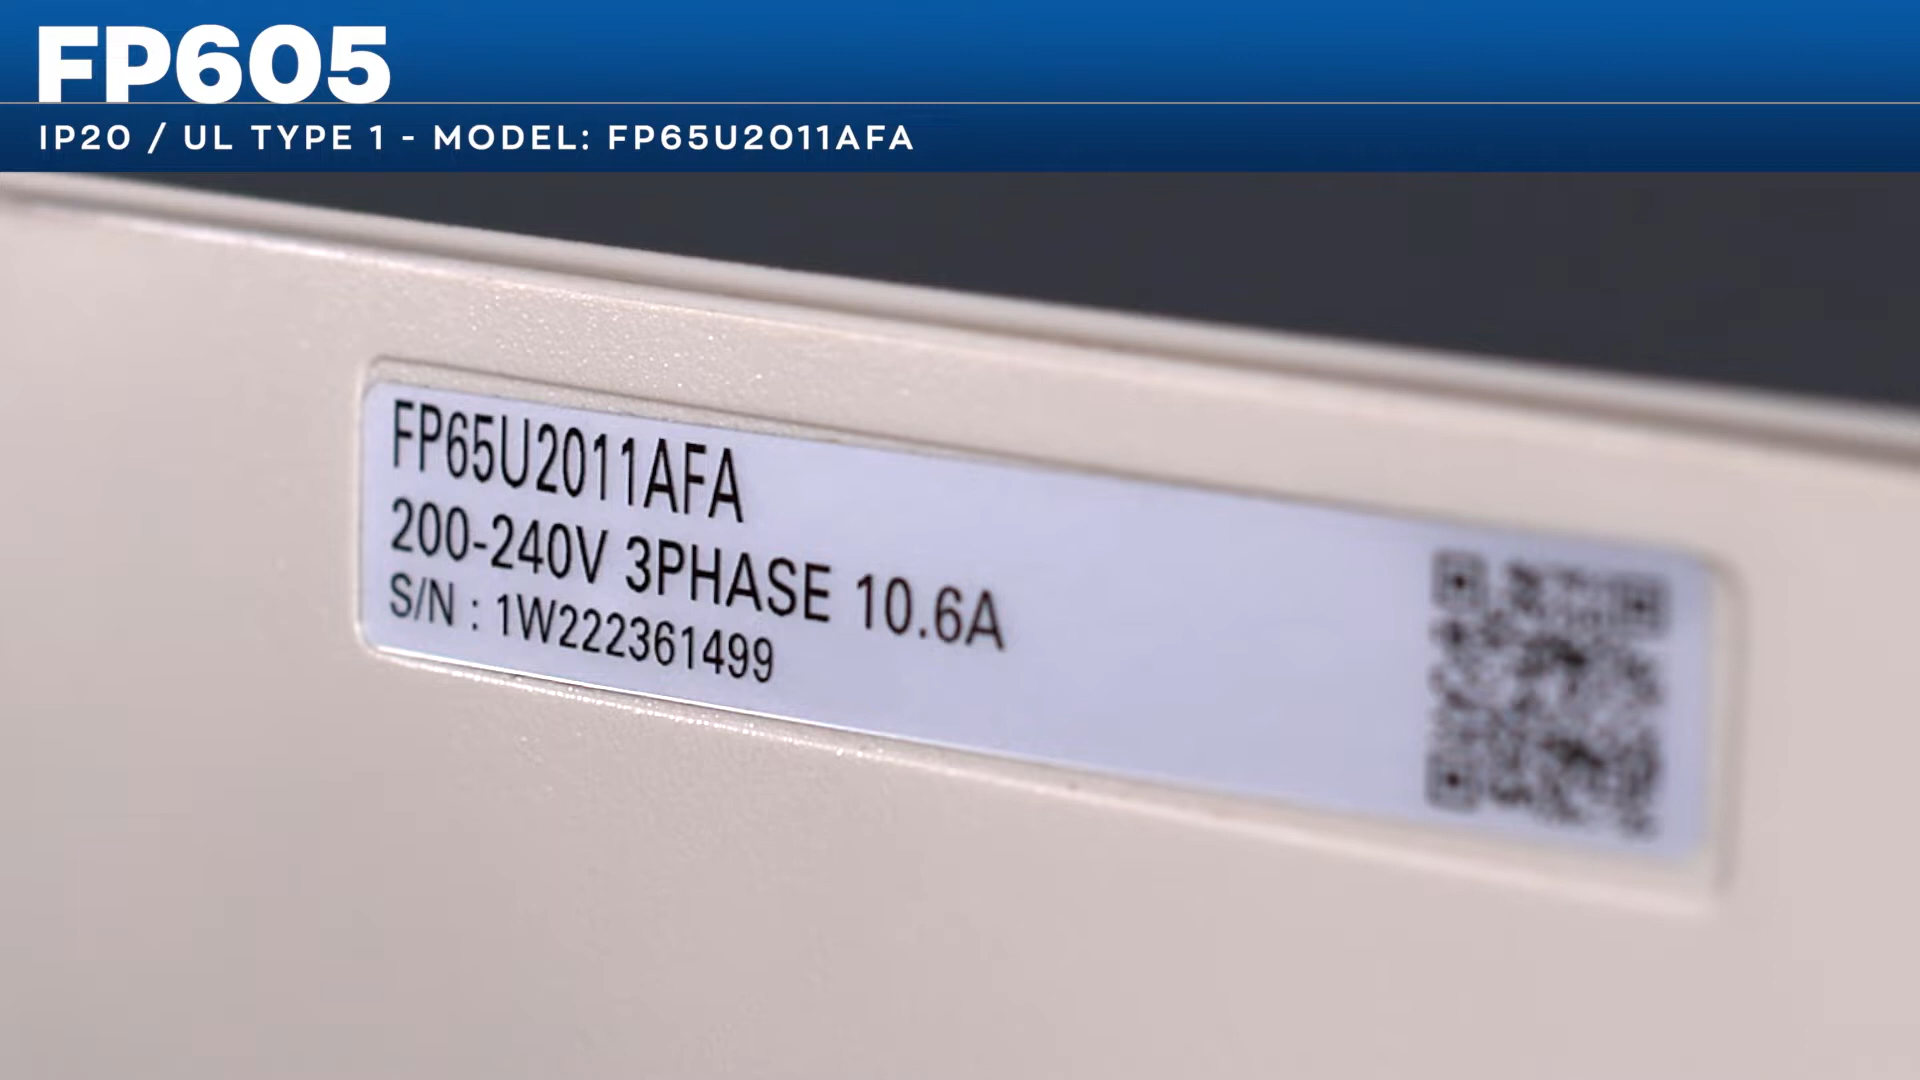 FP605
IP20 / UL TYPE 1 - MODEL: FP65U2011AFA
FP65U2011AFA
200-240V 3PHASE 10.6A
S/N : 1W222361499